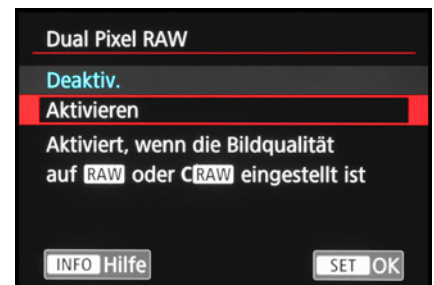 Dual Pixel RAW
Deaktiv.
Aktivieren
Aktiviert, wenn die Bildqualität
auf RAW oder CRAW eingestellt ist
INFO Hilfe
SET OK